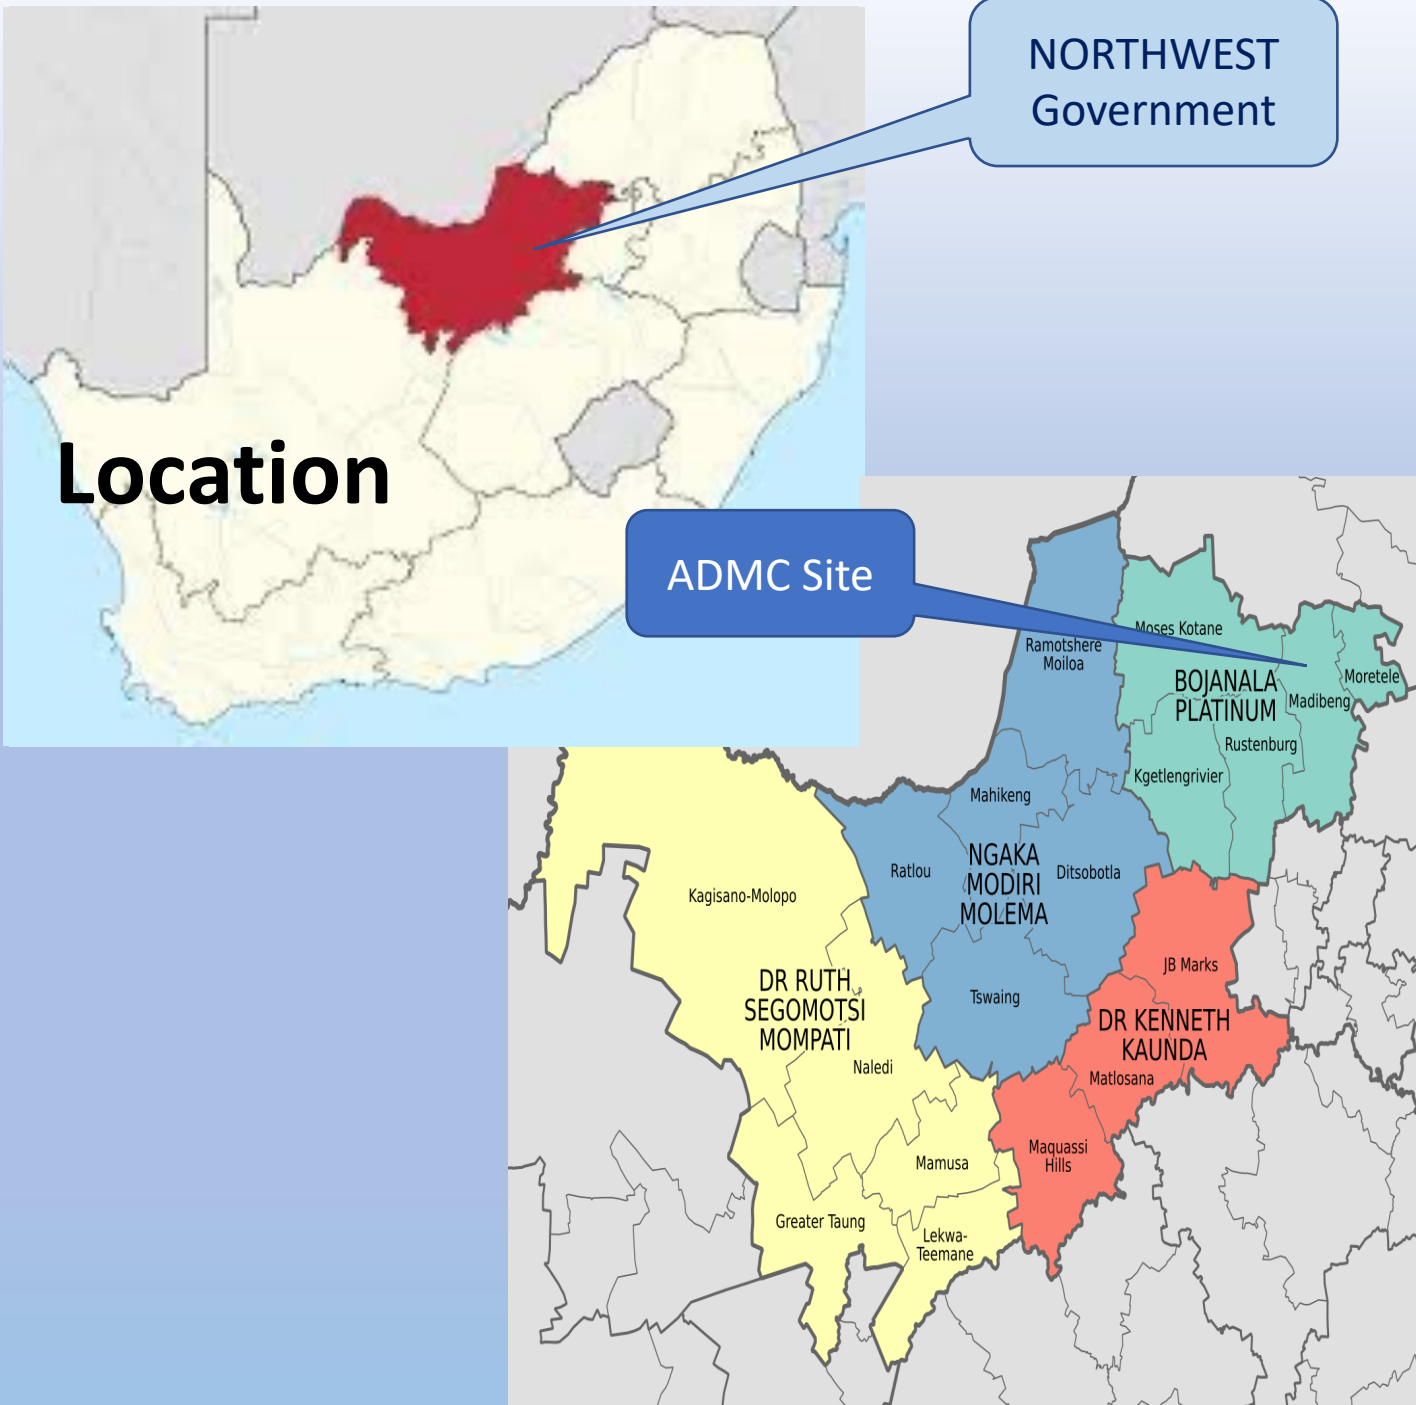 NORTHWEST
Government
Location
ADMC Site
Moses Kotane
Ramotshere
Moiloa
BOJANALA
PLATINUM
Moretele
Madibeng
Rustenburg
Kgetlengrivier
Mahikeng
Ratlou
NGAKA
MODIRI
MOLEMA
Ditsobotla
Kagisano-Molopo
JB Marks
DR RUTH
SEGOMOTSI
MOMPATI
Tswaing
DR KENNETH
KAUNDA
Naledi
Matlosana
Maquassi
Hills
Mamusa
Greater Taung
Lekwa-
Teemane